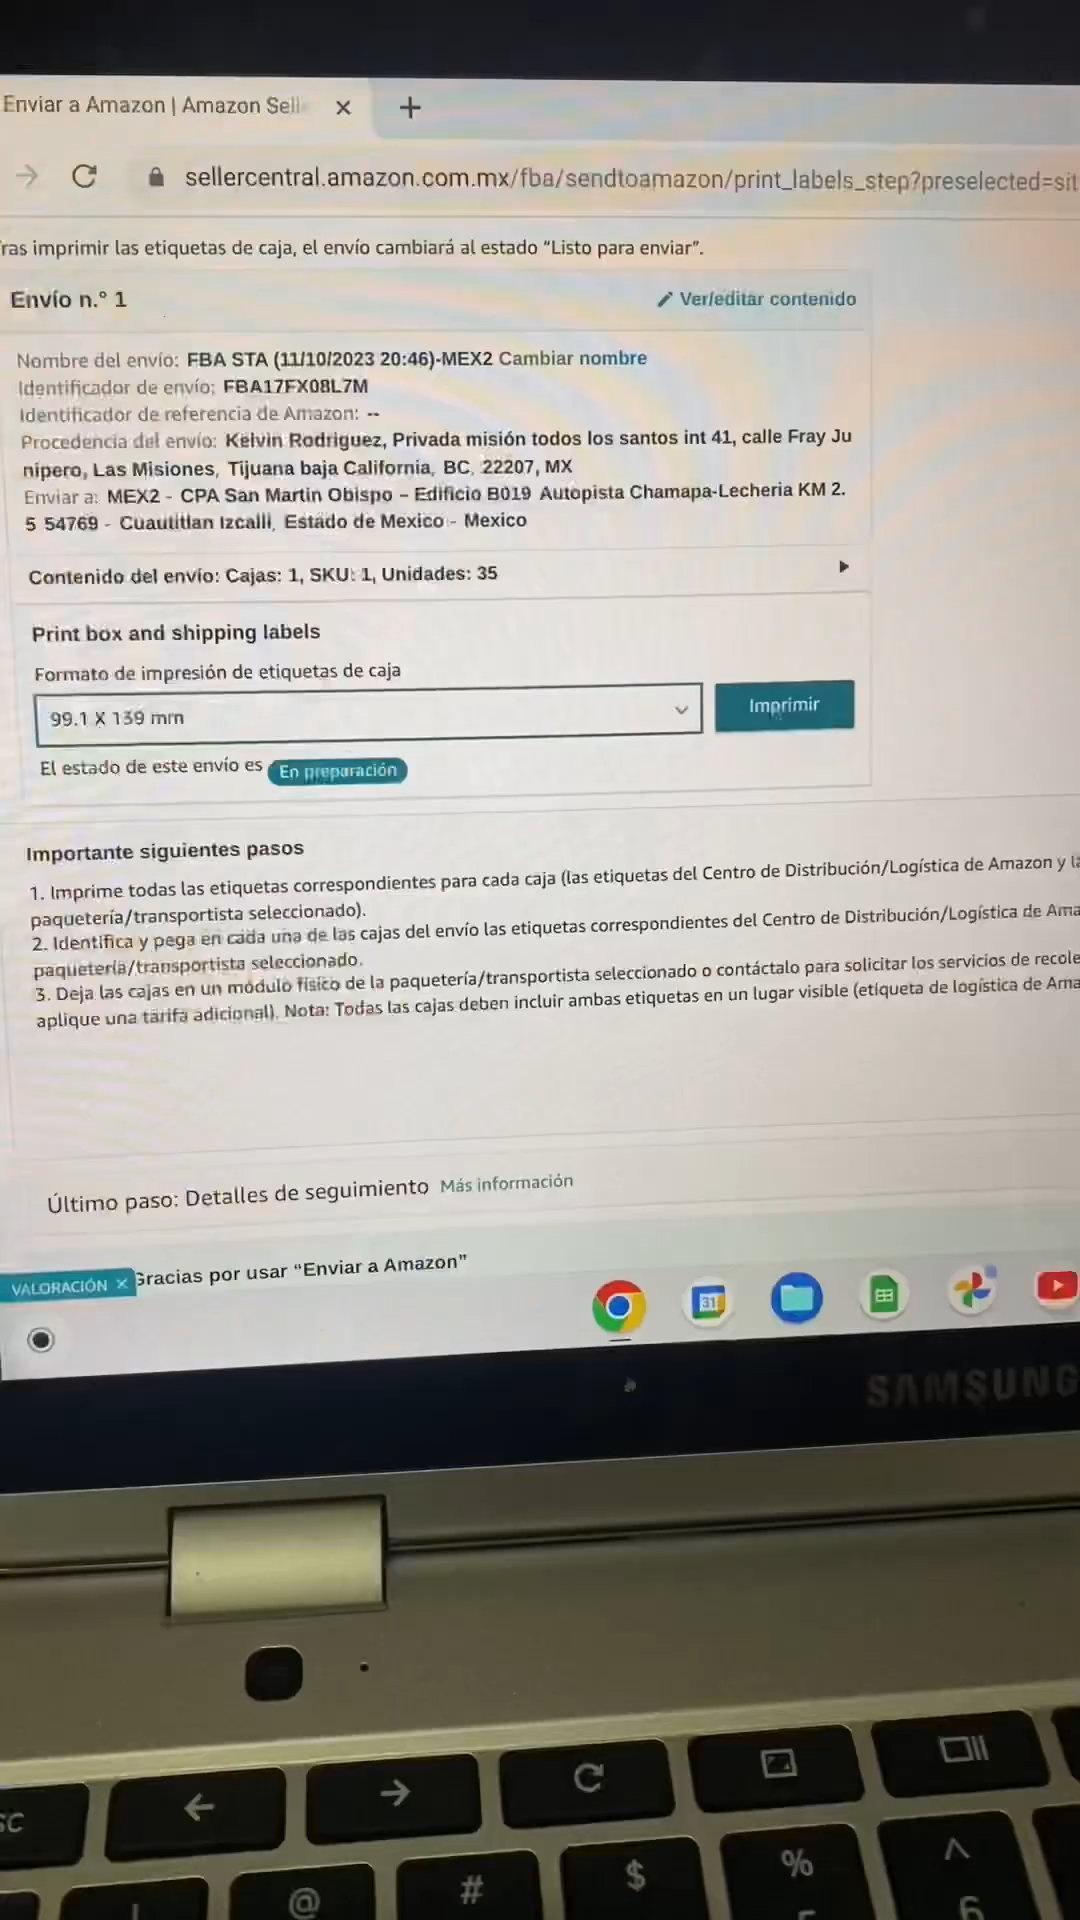 Enviar a Amazon | Amazon Sell
sellercentral.amazon.com.mx/fba/sendtoamazon/print_labels_step?preselected=sit
ras imprimir las etiquetas de caja, el envío cambiará al estado “Listo para enviar”.
Envío n.° 1
Ver/editar contenido
Nombre del envío: FBA STA (11/10/2023 20:46)-MEX2 Cambiar nombre
Identificador de envío: FBA17FX08L7M
Identificador de referencia de Amazon: --
Procedencia del envío: Kelvin Rodriguez, Privada misión todos los santos int 41, calle Fray Ju
nipero, Las Misiones, Tijuana baja California, BC, 22207, MX
Enviar a: MEX2 - CPA San Martin Obispo – Edificio B019 Autopista Chamapa-Lecheria KM 2.
5 54769 - Cuautitlan Izcalli, Estado de Mexico - Mexico
Contenido del envío: Cajas: 1, SKU: 1, Unidades: 35
Print box and shipping labels
Formato de impresión de etiquetas de caja
99.1 X 139 mm
Imprimir
El estado de este envío es En preparación
Importante siguientes pasos
1. Imprime todas las etiquetas correspondientes para cada caja (las etiquetas del Centro de Distribución/Logística de Amazon y la
paquetería/transportista seleccionado).
2. Identifica y pega en cada una de las cajas del envío las etiquetas correspondientes del Centro de Distribución/Logística de Ama
paquetería/transportista seleccionado.
3. Deja las cajas en un módulo físico de la paquetería/transportista seleccionado o contáctalo para solicitar los servicios de recole
aplique una tarifa adicional). Nota: Todas las cajas deben incluir ambas etiquetas en un lugar visible (etiqueta de logística de Ama
Último paso: Detalles de seguimiento Más información
VALORACIÓN ×
Gracias por usar “Enviar a Amazon”
31
SAMSUNG
sc
@ # $ % ^
6